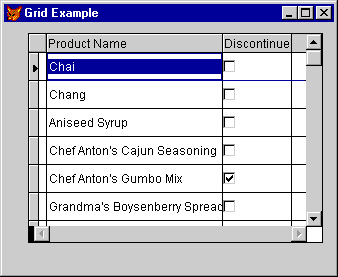 Grid Example
Product Name Discontinue
Chai
Chang
Aniseed Syrup
Chef Anton's Cajun Seasoning
Chef Anton's Gumbo Mix
Grandma's Boysenberry Spread